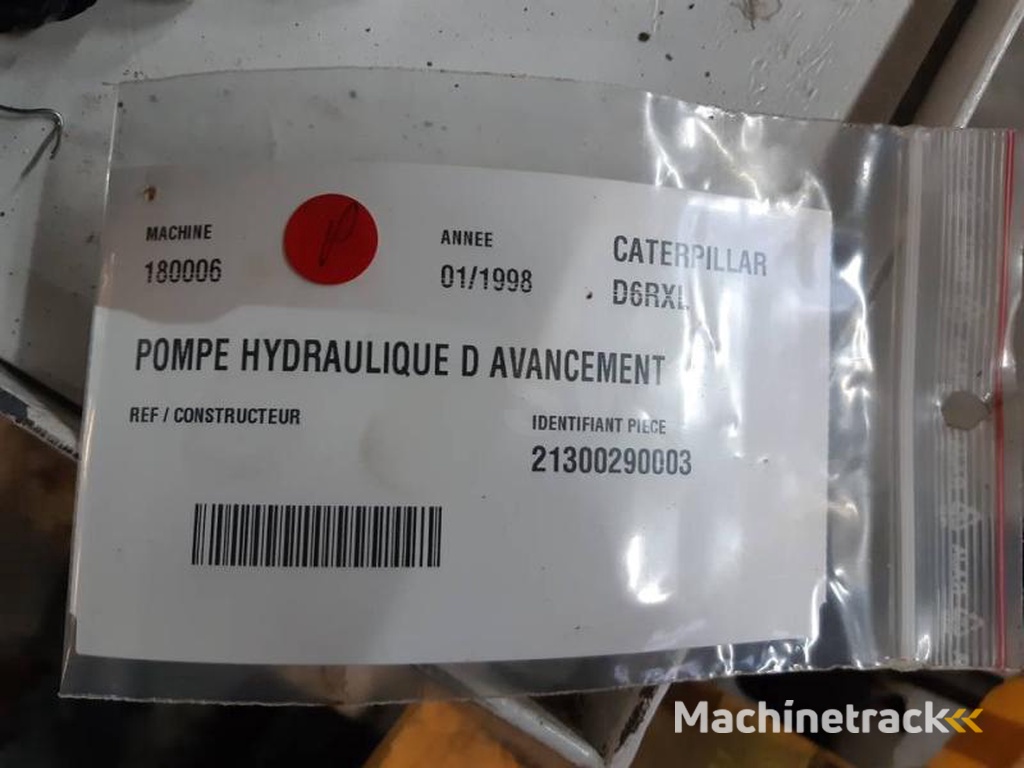 MACHINE
180006
P
ANNEE
01/1998
CATERPILLAR
D6RXL
POMPE HYDRAULIQUE D AVANCEMENT
REF / CONSTRUCTEUR
IDENTIFIANT PIECE
21300290003
Machinetrack